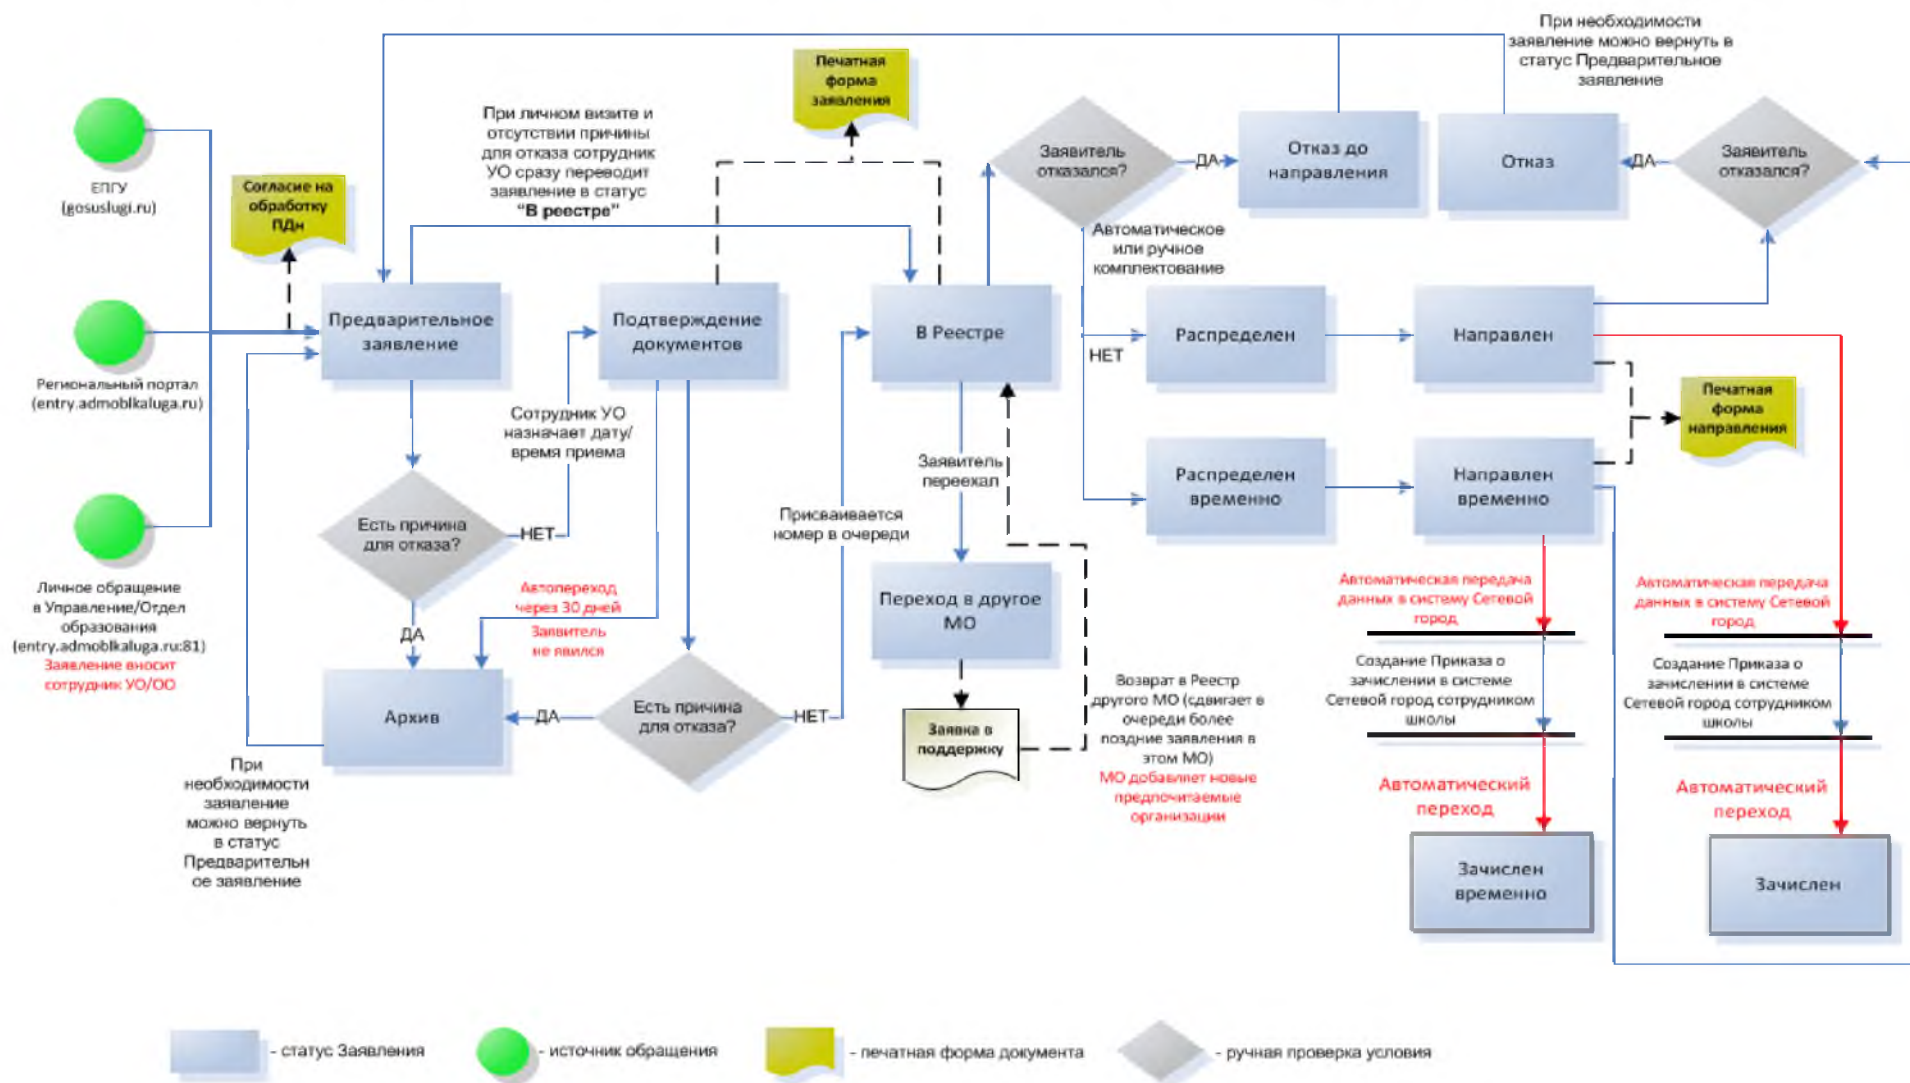 При необходимости
заявление можно вернуть в
статус Предварительное
заявление
Печатная
форма
заявления
При личном визите и
отсутствии причины
для отказа сотрудник
УО сразу переводит
заявление в статус
"В реестре"
ЕПГУ
(gosuslugi.ru)
Согласие на
обработку
ПДн
Заявитель
отказался?
ДА
Отказ до
направления
Отказ
ДА
Заявитель
отказался?
Автоматическое
или ручное
комплектование
Предварительное
заявление
Подтверждение
документов
В Реестре
НЕТ
Распределен
Направлен
Региональный портал
(entry.admoblkaluga.ru)
Сотрудник УО
назначает дату/
время приема
Печатная
форма
направления
Заявитель
переехал
Распределен
временно
Направлен
временно
Есть причина
для отказа?
НЕТ
Присваивается
номер в очереди
Личное обращение
в Управление/Отдел
образования
(entry.admoblkaluga.ru:81)
Заявление вносит
сотрудник УО/ОО
ДА
Автопереход
через 30 дней
Заявитель
не явился
Переход в другое
МО
Автоматическая передача
данных в систему Сетевой
город
Автоматическая передача
данных в систему Сетевой
город
Архив
ДА
Есть причина
для отказа?
НЕТ
Заявка в
поддержку
Возврат в Реестр
другого МО (сдвигает в
очереди более
поздние заявления в
этом МО)
МО добавляет новые
предпочитаемые
организации
Создание Приказа о
зачислении в системе
Сетевой город сотрудником
школы
Создание Приказа о
зачислении в системе
Сетевой город сотрудником
школы
При
необходимости
заявление
можно вернуть
в статус
Предварительн
ое заявление
Автоматический
переход
Автоматический
переход
Зачислен
временно
Зачислен
- статус Заявления
- источник обращения
- печатная форма документа
- ручная проверка условия